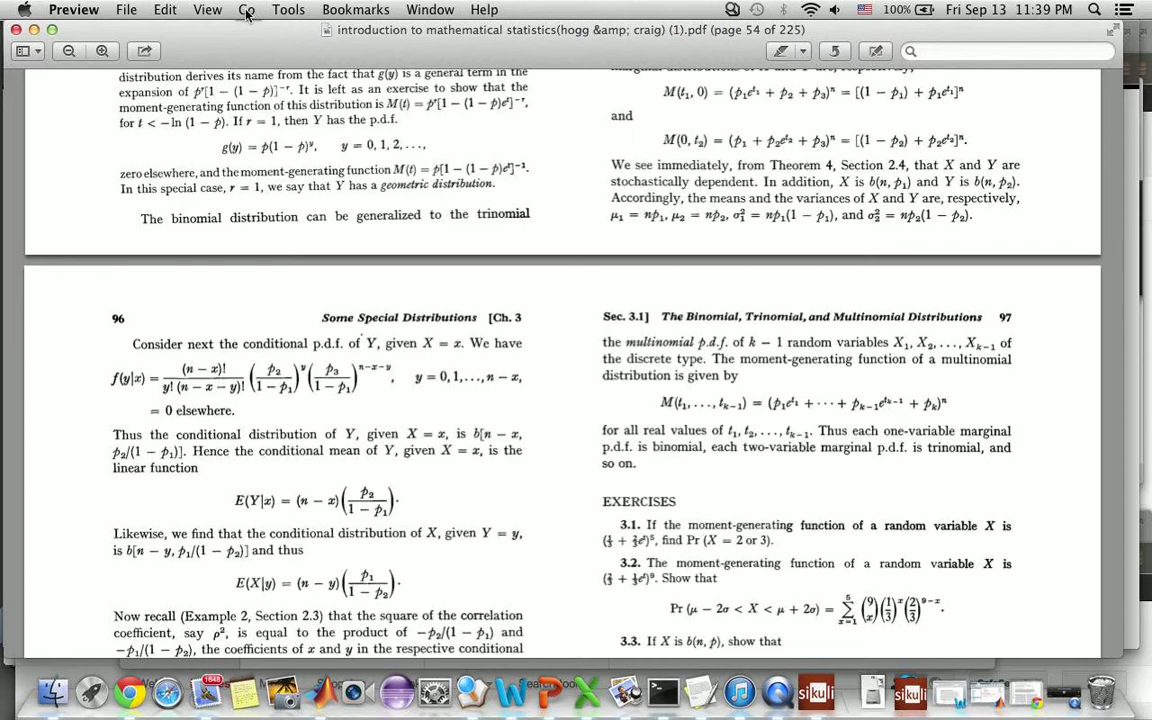 Preview File Edit View Go Tools Bookmarks Window Help 100% Fri Sep 13 11:39 PM
introduction to mathematical statistics(hogg &amp; craig) (1).pdf (page 54 of 225)
distribution derives its name from the fact that g(y) is a general term in the
expansion of pʳ[1 − (1 − p)]⁻ʳ. It is left as an exercise to show that the
moment-generating function of this distribution is M(t) = pʳ[1 − (1 − p)eᵗ]⁻ʳ,
for t < −ln (1 − p). If r = 1, then Y has the p.d.f.
g(y) = p(1 − p)ʸ, y = 0, 1, 2, . . .,
zero elsewhere, and the moment-generating function M(t) = p[1 − (1 − p)eᵗ]⁻¹.
In this special case, r = 1, we say that Y has a geometric distribution.
The binomial distribution can be generalized to the trinomial
M(t₁, 0) = (p₁eᵗ¹ + p₂ + p₃)ⁿ = [(1 − p₁) + p₁eᵗ¹]ⁿ
and
M(0, t₂) = (p₁ + p₂eᵗ² + p₃)ⁿ = [(1 − p₂) + p₂eᵗ²]ⁿ.
We see immediately, from Theorem 4, Section 2.4, that X and Y are
stochastically dependent. In addition, X is b(n, p₁) and Y is b(n, p₂).
Accordingly, the means and the variances of X and Y are, respectively,
μ₁ = np₁, μ₂ = np₂, σ₁² = np₁(1 − p₁), and σ₂² = np₂(1 − p₂).
96 Some Special Distributions [Ch. 3
Consider next the conditional p.d.f. of Y, given X = x. We have
f(y|x) = (n − x)! / y! (n − x − y)! (p₂ / 1 − p₁)ʸ (p₃ / 1 − p₁)ⁿ⁻ˣ⁻ʸ, y = 0, 1, . . ., n − x,
= 0 elsewhere.
Thus the conditional distribution of Y, given X = x, is b[n − x,
p₂/(1 − p₁)]. Hence the conditional mean of Y, given X = x, is the
linear function
E(Y|x) = (n − x)(p₂ / 1 − p₁).
Likewise, we find that the conditional distribution of X, given Y = y,
is b[n − y, p₁/(1 − p₂)] and thus
E(X|y) = (n − y)(p₁ / 1 − p₂).
Now recall (Example 2, Section 2.3) that the square of the correlation
coefficient, say ρ², is equal to the product of −p₂/(1 − p₁) and
−p₁/(1 − p₂), the coefficients of x and y in the respective conditional
Sec. 3.1] The Binomial, Trinomial, and Multinomial Distributions 97
the multinomial p.d.f. of k − 1 random variables X₁, X₂, . . ., Xₖ₋₁ of
the discrete type. The moment-generating function of a multinomial
distribution is given by
M(t₁, . . ., tₖ₋₁) = (p₁eᵗ¹ + · · · + pₖ₋₁eᵗᵏ⁻¹ + pₖ)ⁿ
for all real values of t₁, t₂, . . ., tₖ₋₁. Thus each one-variable marginal
p.d.f. is binomial, each two-variable marginal p.d.f. is trinomial, and
so on.
EXERCISES
3.1. If the moment-generating function of a random variable X is
(⅓ + ⅔eᵗ)⁵, find Pr (X = 2 or 3).
3.2. The moment-generating function of a random variable X is
(⅔ + ⅓eᵗ)⁹. Show that
Pr (μ − 2σ < X < μ + 2σ) = Σ x=1 5 (9 x)(1/3)ˣ(2/3)⁹⁻ˣ.
3.3. If X is b(n, p), show that
1648
sikuli
sikuli